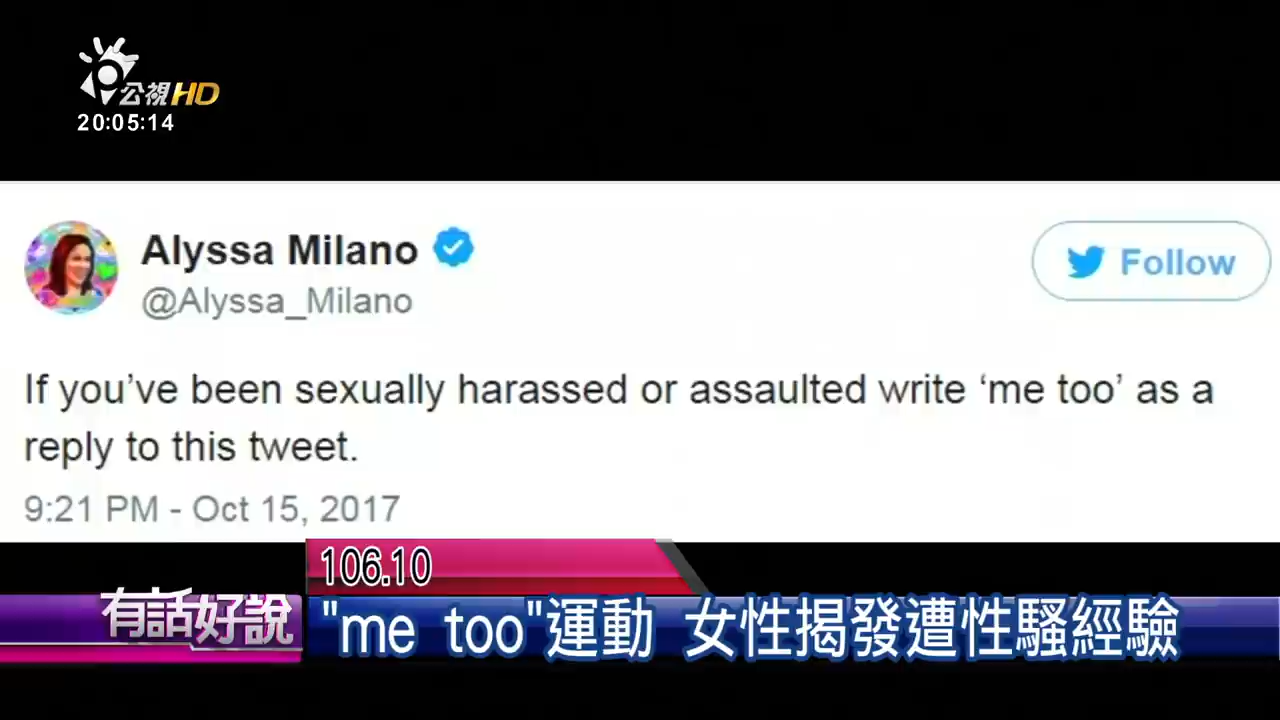 公視HD
20:05:14
Alyssa Milano
@Alyssa_Milano
Follow
If you’ve been sexually harassed or assaulted write ‘me too’ as a
reply to this tweet.
9:21 PM - Oct 15, 2017
106.10
有話好說
"me too"運動 女性揭發遭性騷經驗